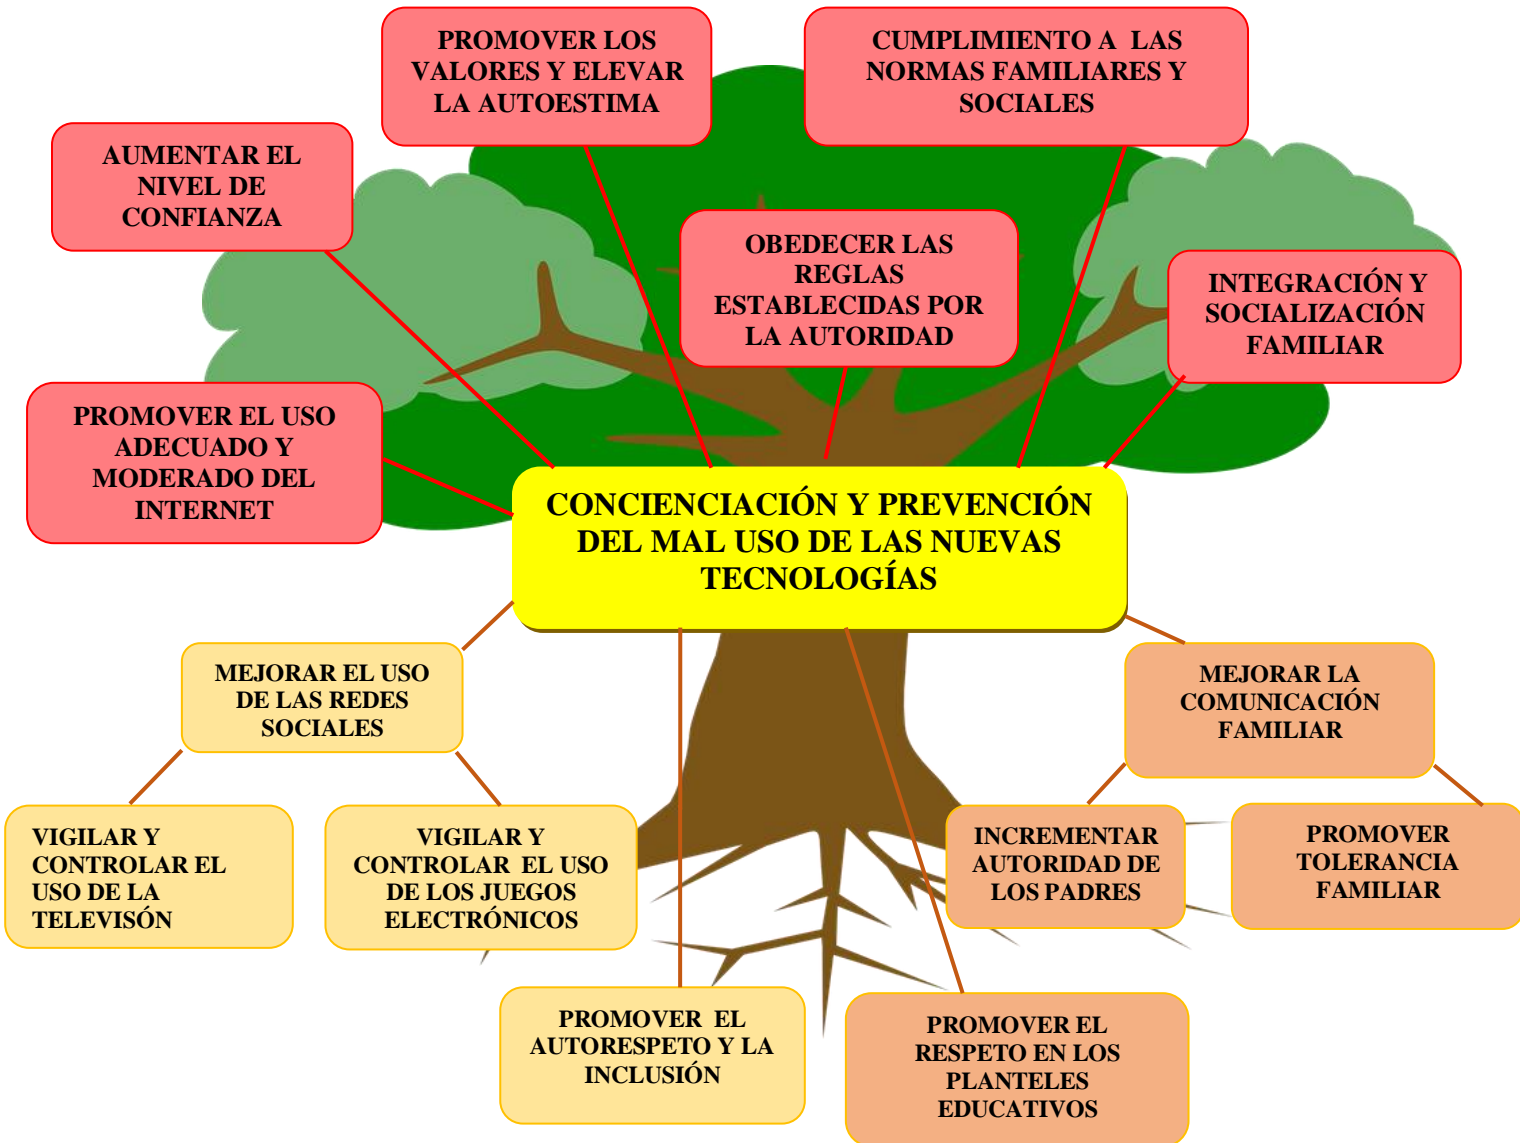 PROMOVER LOS
VALORES Y ELEVAR
LA AUTOESTIMA
CUMPLIMIENTO A LAS
NORMAS FAMILIARES Y
SOCIALES
AUMENTAR EL
NIVEL DE
CONFIANZA
OBEDECER LAS
REGLAS
ESTABLECIDAS POR
LA AUTORIDAD
INTEGRACIÓN Y
SOCIALIZACIÓN
FAMILIAR
PROMOVER EL USO
ADECUADO Y
MODERADO DEL
INTERNET
CONCIENCIACIÓN Y PREVENCIÓN
DEL MAL USO DE LAS NUEVAS
TECNOLOGÍAS
MEJORAR EL USO
DE LAS REDES
SOCIALES
MEJORAR LA
COMUNICACIÓN
FAMILIAR
VIGILAR Y
CONTROLAR EL
USO DE LA
TELEVISÓN
VIGILAR Y
CONTROLAR EL USO
DE LOS JUEGOS
ELECTRÓNICOS
INCREMENTAR
AUTORIDAD DE
LOS PADRES
PROMOVER
TOLERANCIA
FAMILIAR
PROMOVER EL
AUTORESPETO Y LA
INCLUSIÓN
PROMOVER EL
RESPETO EN LOS
PLANTELES
EDUCATIVOS